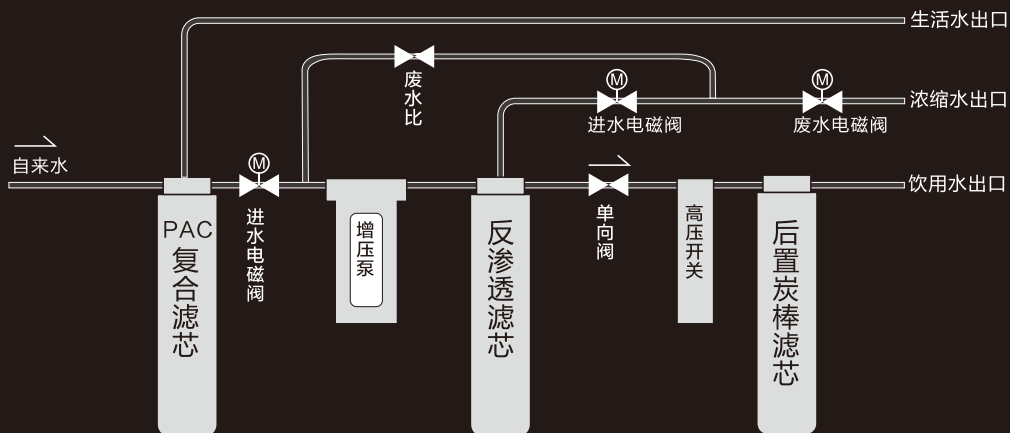 生活水出口
废水比
M
进水电磁阀
M
废水电磁阀
浓缩水出口
自来水
M
进水电磁阀
饮用水出口
PAC
复合滤芯
增压泵
反渗透滤芯
单向阀
高压开关
后置炭棒滤芯